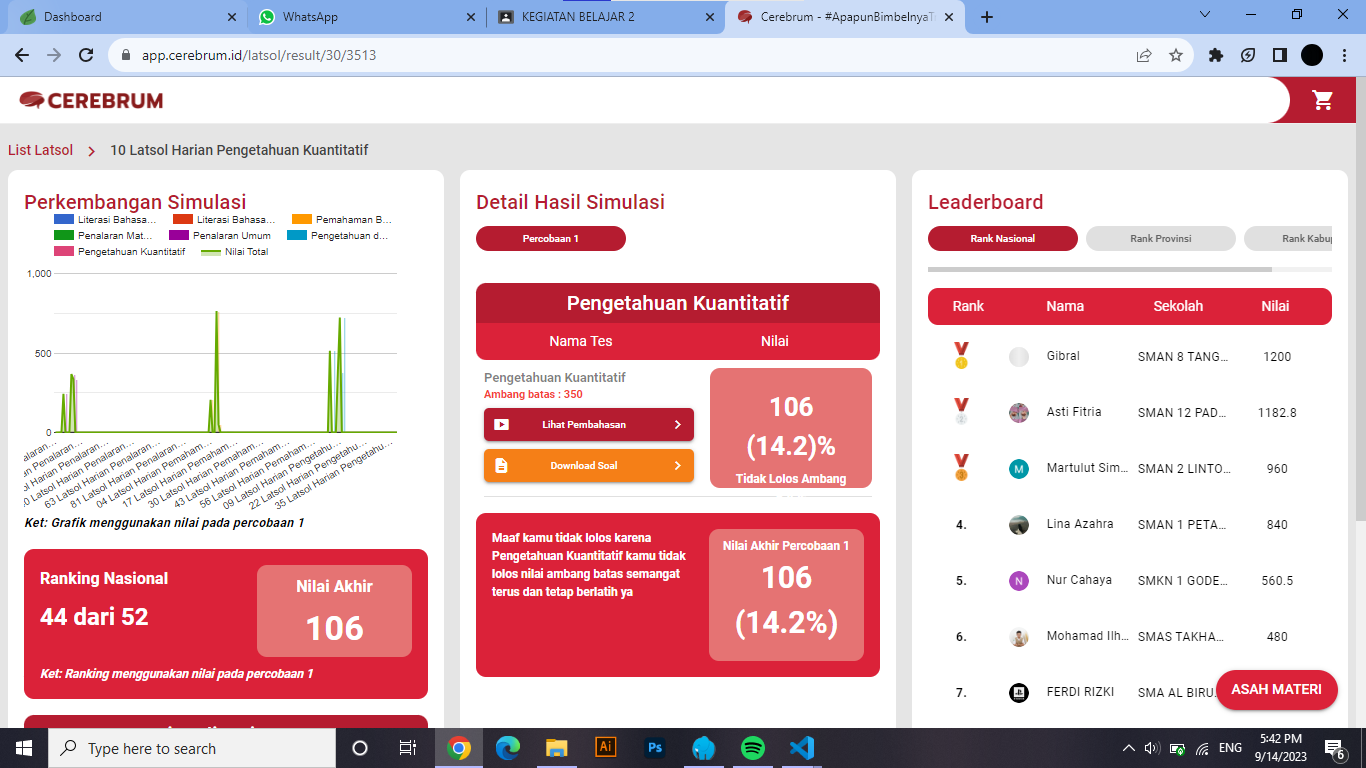 Dashboard
WhatsApp
KEGIATAN BELAJAR 2
Cerebrum - #ApapunBimbelnyaT
app.cerebrum.id/latsol/result/30/3513
CEREBRUM
List Latsol > 10 Latsol Harian Pengetahuan Kuantitatif
Perkembangan Simulasi
Literasi Bahasa... Literasi Bahasa... Pemahaman B...
Penalaran Mat... Penalaran Umum Pengetahuan d...
Pengetahuan Kuantitatif Nilai Total
1,000
500
0
alaran...
n Penalaran...
ol Harian Penalaran...
0 Latsol Harian Penalaran...
63 Latsol Harian Penalaran...
81 Latsol Harian Penalaran...
04 Latsol Harian Pemaham...
17 Latsol Harian Pemaham...
30 Latsol Harian Pemaham...
43 Latsol Harian Pemaham...
56 Latsol Harian Pemaham...
09 Latsol Harian Pengetahu...
22 Latsol Harian Pengetahu...
35 Latsol Harian Pengetahu...
Ket: Grafik menggunakan nilai pada percobaan 1
Ranking Nasional
44 dari 52
Nilai Akhir
106
Ket: Ranking menggunakan nilai pada percobaan 1
Detail Hasil Simulasi
Percobaan 1
Pengetahuan Kuantitatif
Nama Tes Nilai
Pengetahuan Kuantitatif
Ambang batas : 350
Lihat Pembahasan
Download Soal
106
(14.2)%
Tidak Lolos Ambang
Maaf kamu tidak lolos karena
Pengetahuan Kuantitatif kamu tidak
lolos nilai ambang batas semangat
terus dan tetap berlatih ya
Nilai Akhir Percobaan 1
106
(14.2%)
Leaderboard
Rank Nasional Rank Provinsi Rank Kabup
Rank Nama Sekolah Nilai
Gibral SMAN 8 TANG... 1200
Asti Fitria SMAN 12 PAD... 1182.8
M Martulut Sim... SMAN 2 LINTO... 960
4. Lina Azahra SMAN 1 PETA... 840
5. N Nur Cahaya SMKN 1 GODE... 560.5
6. Mohamad Ilh... SMAS TAKHA... 480
7. FERDI RIZKI SMA AL BIRU...
ASAH MATERI
Type here to search
Ai
Ps
ENG
5:42 PM
9/14/2023
6